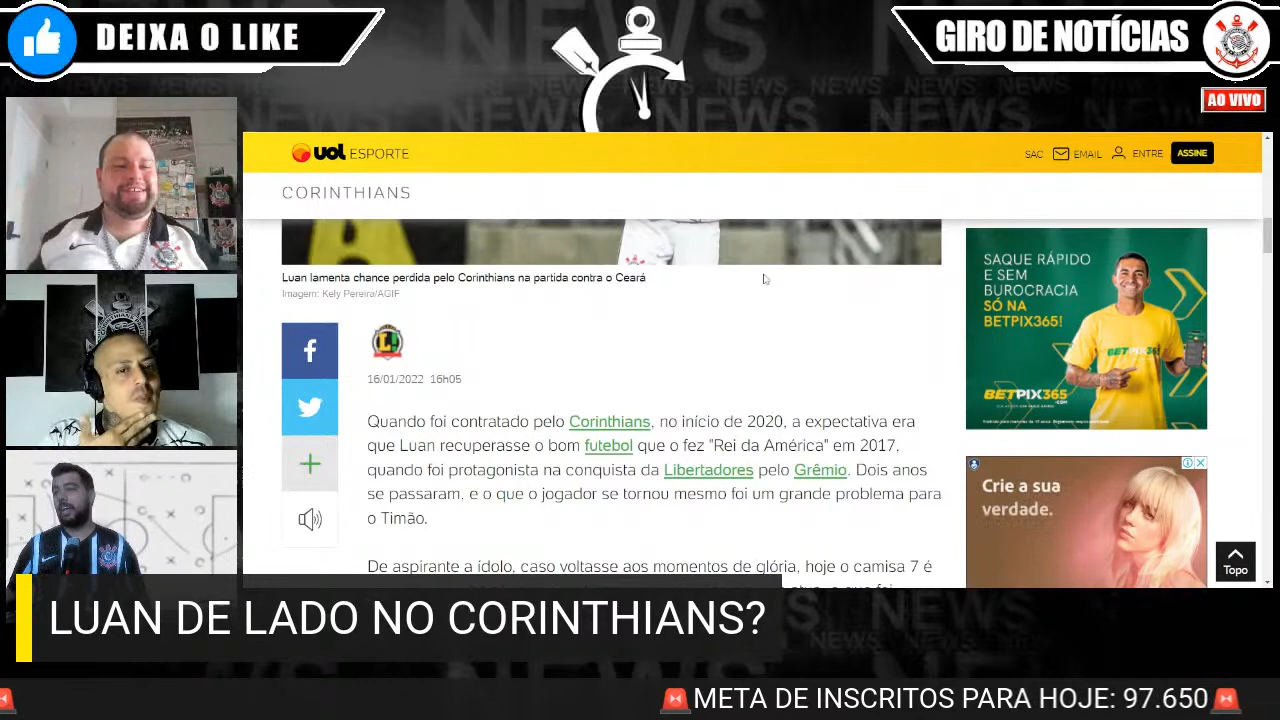 DEIXA O LIKE
GIRO DE NOTÍCIAS
AO VIVO
NEWS
uol ESPORTE
SAC EMAIL ENTRE ASSINE
CORINTHIANS
Luan lamenta chance perdida pelo Corinthians na partida contra o Ceará
Imagem: Kely Pereira/AGIF
16/01/2022 16h05
Quando foi contratado pelo Corinthians, no início de 2020, a expectativa era
que Luan recuperasse o bom futebol que o fez "Rei da América" em 2017,
quando foi protagonista na conquista da Libertadores pelo Grêmio. Dois anos
se passaram, e o que o jogador se tornou mesmo foi um grande problema para
o Timão.
De aspirante a ídolo, caso voltasse aos momentos de glória, hoje o camisa 7 é
SAQUE RÁPIDO
E SEM
BUROCRACIA
SÓ NA
BETPIX365!
BETPIX365
.COM
Crie a sua
verdade.
Topo
LUAN DE LADO NO CORINTHIANS?
META DE INSCRITOS PARA HOJE: 97.650